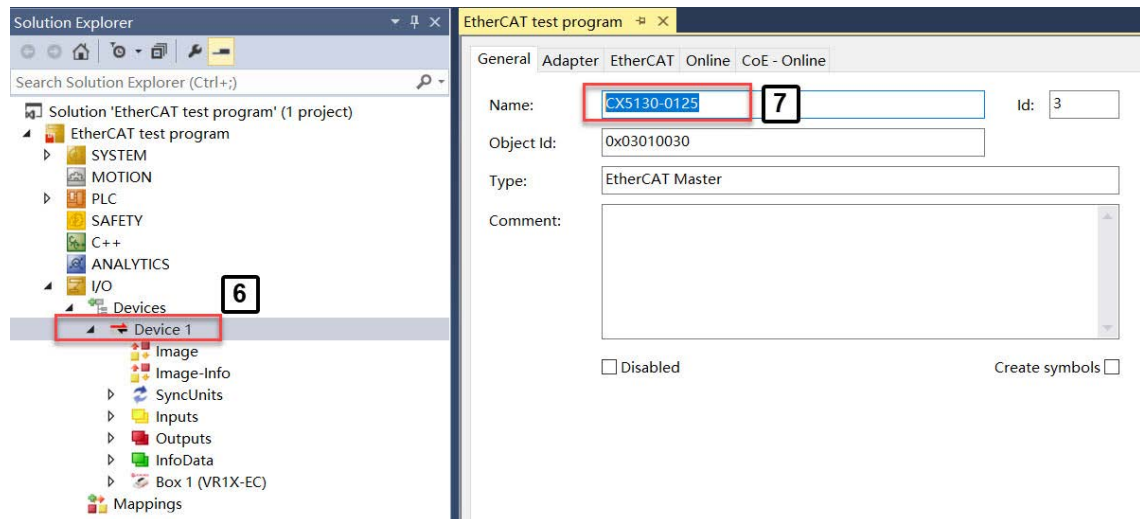 Solution Explorer
Search Solution Explorer (Ctrl+;)
Solution 'EtherCAT test program' (1 project)
EtherCAT test program
SYSTEM
MOTION
PLC
SAFETY
C++
ANALYTICS
I/O
6
Devices
Device 1
Image
Image-Info
SyncUnits
Inputs
Outputs
InfoData
Box 1 (VR1X-EC)
Mappings
EtherCAT test program
General Adapter EtherCAT Online CoE - Online
Name: CX5130-0125 7 Id: 3
Object Id: 0x03010030
Type: EtherCAT Master
Comment:
Disabled Create symbols